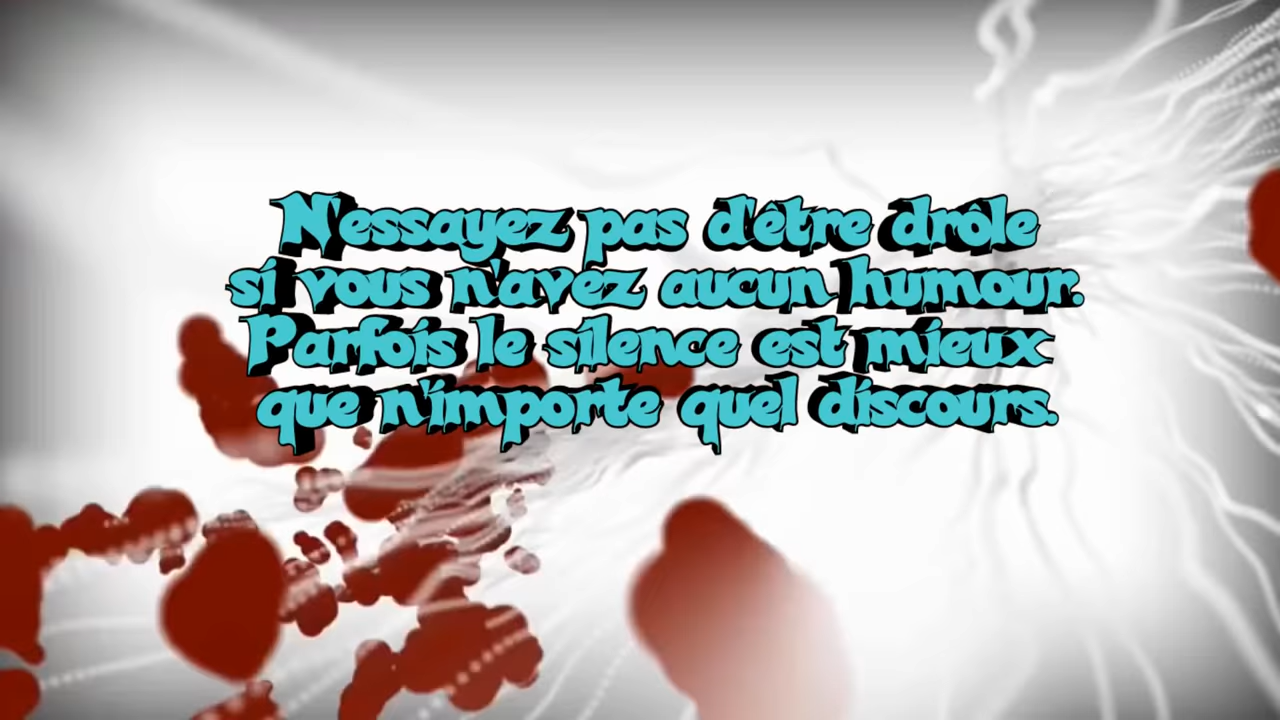 N'essayez pas d'être drôle
si vous n'avez aucun humour.
Parfois le silence est mieux
que n'importe quel discours.